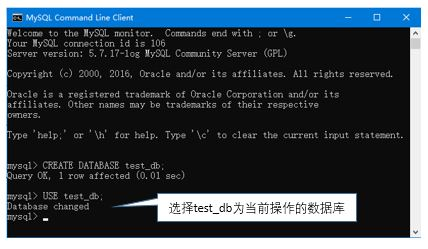 MySQL Command Line Client
Welcome to the MySQL monitor.  Commands end with ; or \g.
Your MySQL connection id is 106
Server version: 5.7.17-log MySQL Community Server (GPL)
Copyright (c) 2000, 2016, Oracle and/or its affiliates. All rights reserved.
Oracle is a registered trademark of Oracle Corporation and/or its
affiliates. Other names may be trademarks of their respective
owners.
Type 'help;' or '\h' for help. Type '\c' to clear the current input statement.
mysql> CREATE DATABASE test_db;
Query OK, 1 row affected (0.01 sec)
mysql> USE test_db;
Database changed
mysql> _
选择test_db为当前操作的数据库